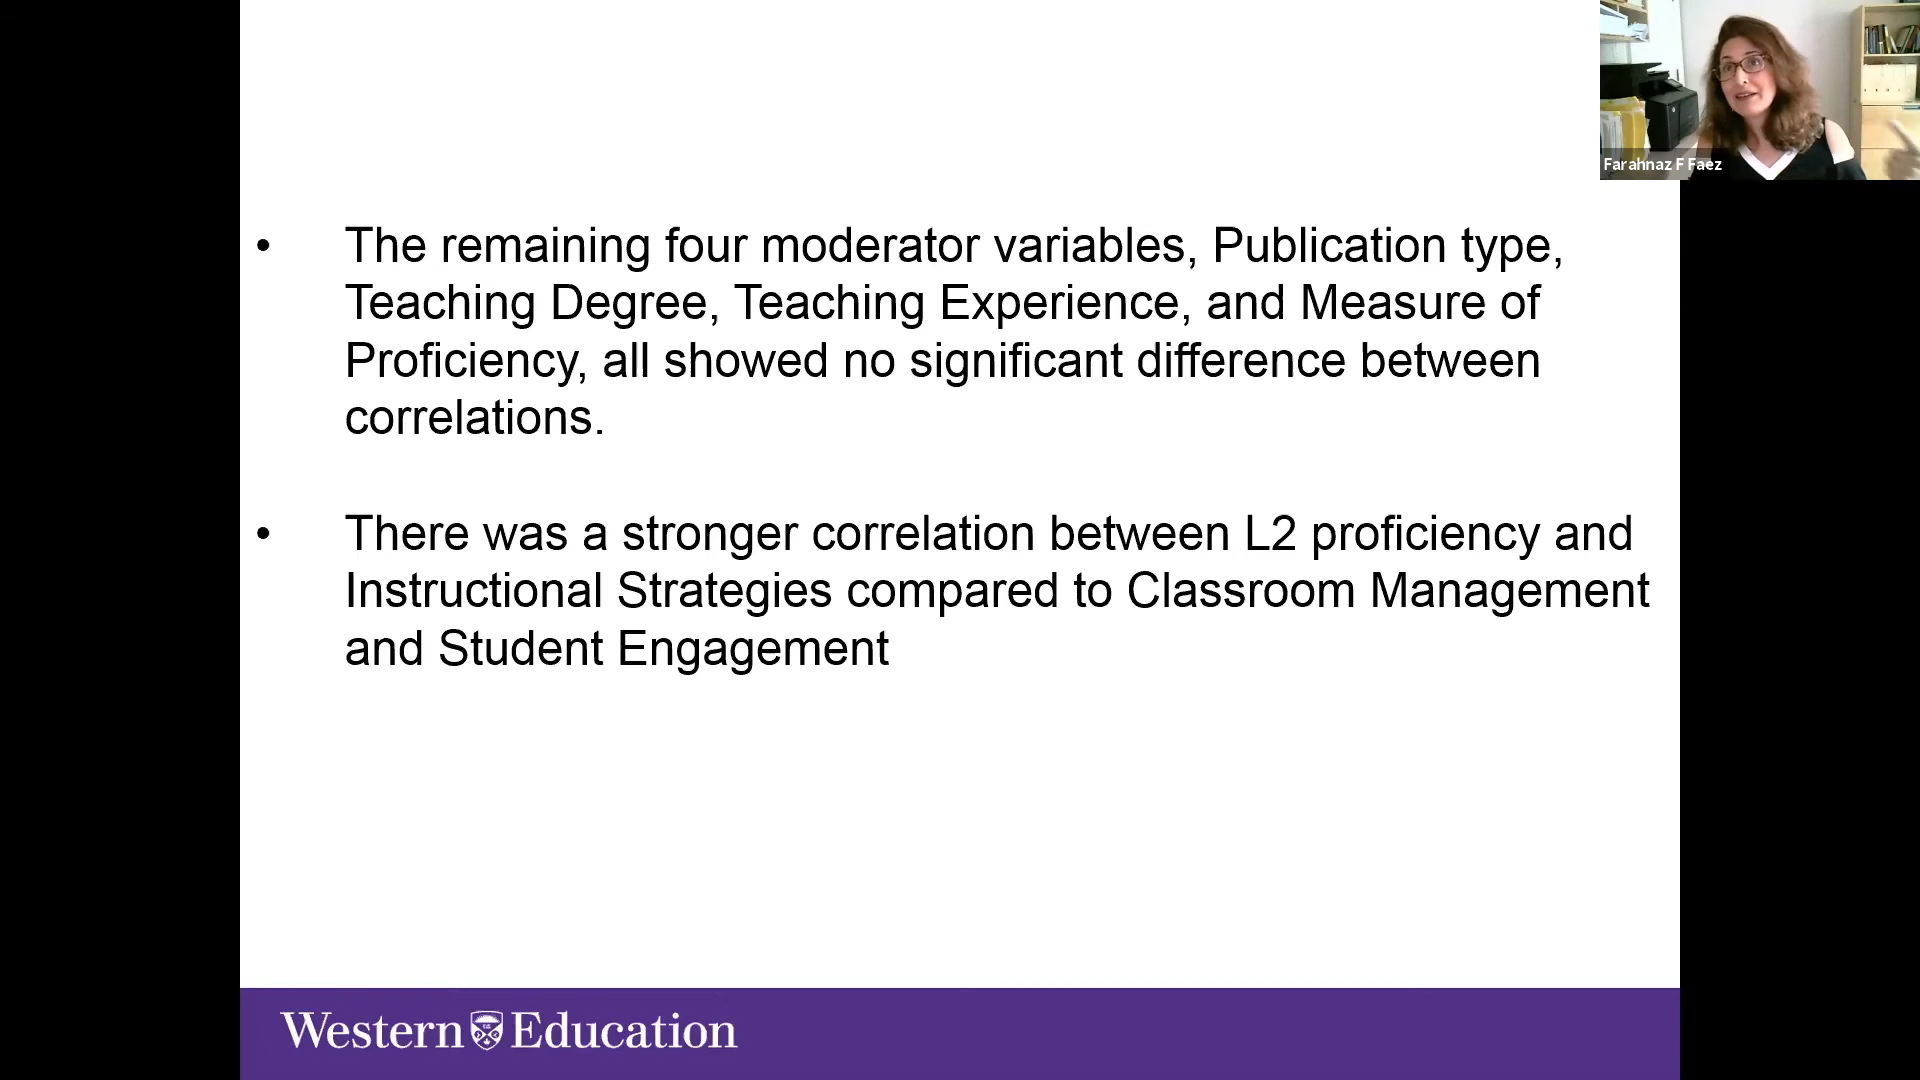 Farahnaz F Faez
• The remaining four moderator variables, Publication type,
Teaching Degree, Teaching Experience, and Measure of
Proficiency, all showed no significant difference between
correlations.
• There was a stronger correlation between L2 proficiency and
Instructional Strategies compared to Classroom Management
and Student Engagement
Western Education